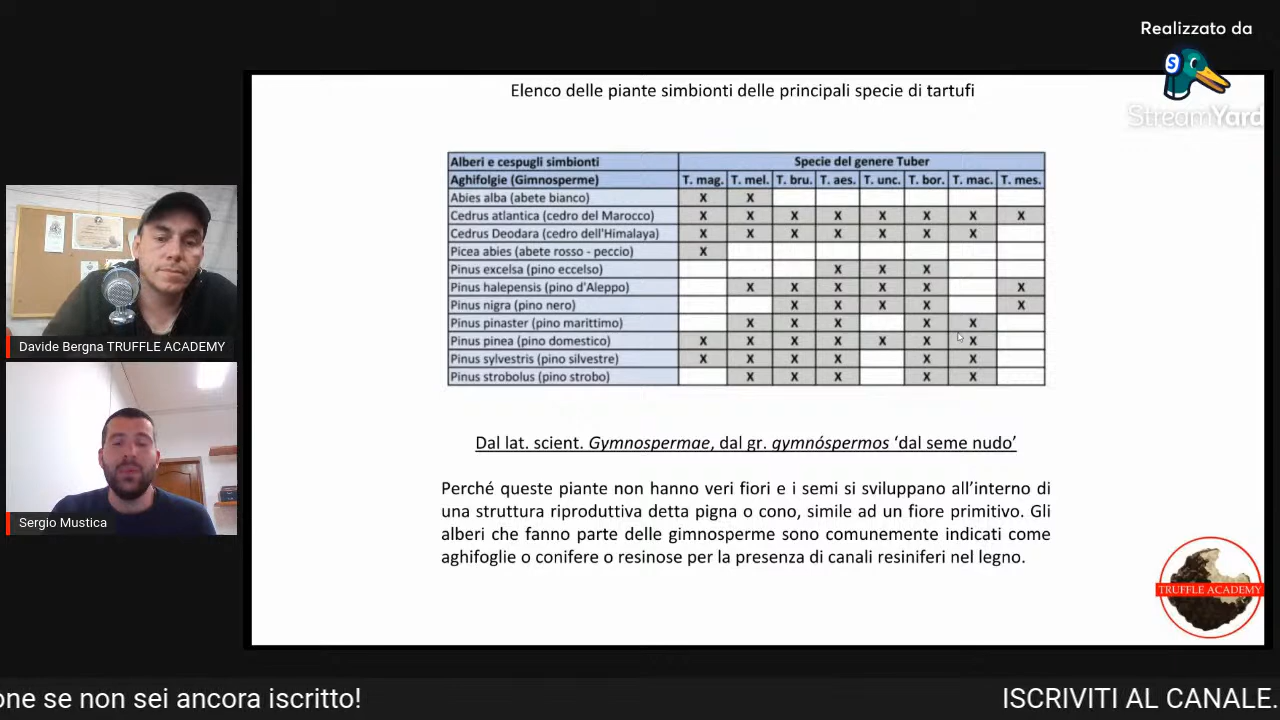 Realizzato da
S
StreamYard
Elenco delle piante simbionti delle principali specie di tartufi
Alberi e cespugli simbionti Specie del genere Tuber
Aghifolgie (Gimnosperme) T. mag. T. mel. T. bru. T. aes. T. unc. T. bor. T. mac. T. mes.
Abies alba (abete bianco) X X
Cedrus atlantica (cedro del Marocco) X X X X X X X X
Cedrus Deodara (cedro dell'Himalaya) X X X X X X X
Picea abies (abete rosso - peccio) X
Pinus excelsa (pino eccelso) X X X
Pinus halepensis (pino d'Aleppo) X X X X X X
Pinus nigra (pino nero) X X X X X
Pinus pinaster (pino marittimo) X X X X X
Pinus pinea (pino domestico) X X X X X X X
Pinus sylvestris (pino silvestre) X X X X X X
Pinus strobolus (pino strobo) X X X X X
Dal lat. scient. Gymnospermae, dal gr. gymnóspermos ‘dal seme nudo’
Perché queste piante non hanno veri fiori e i semi si sviluppano all’interno di
una struttura riproduttiva detta pigna o cono, simile ad un fiore primitivo. Gli
alberi che fanno parte delle gimnosperme sono comunemente indicati come
aghifoglie o conifere o resinose per la presenza di canali resiniferi nel legno.
Davide Bergna TRUFFLE ACADEMY
Sergio Mustica
TRUFFLE ACADEMY
one se non sei ancora iscritto!
ISCRIVITI AL CANALE.